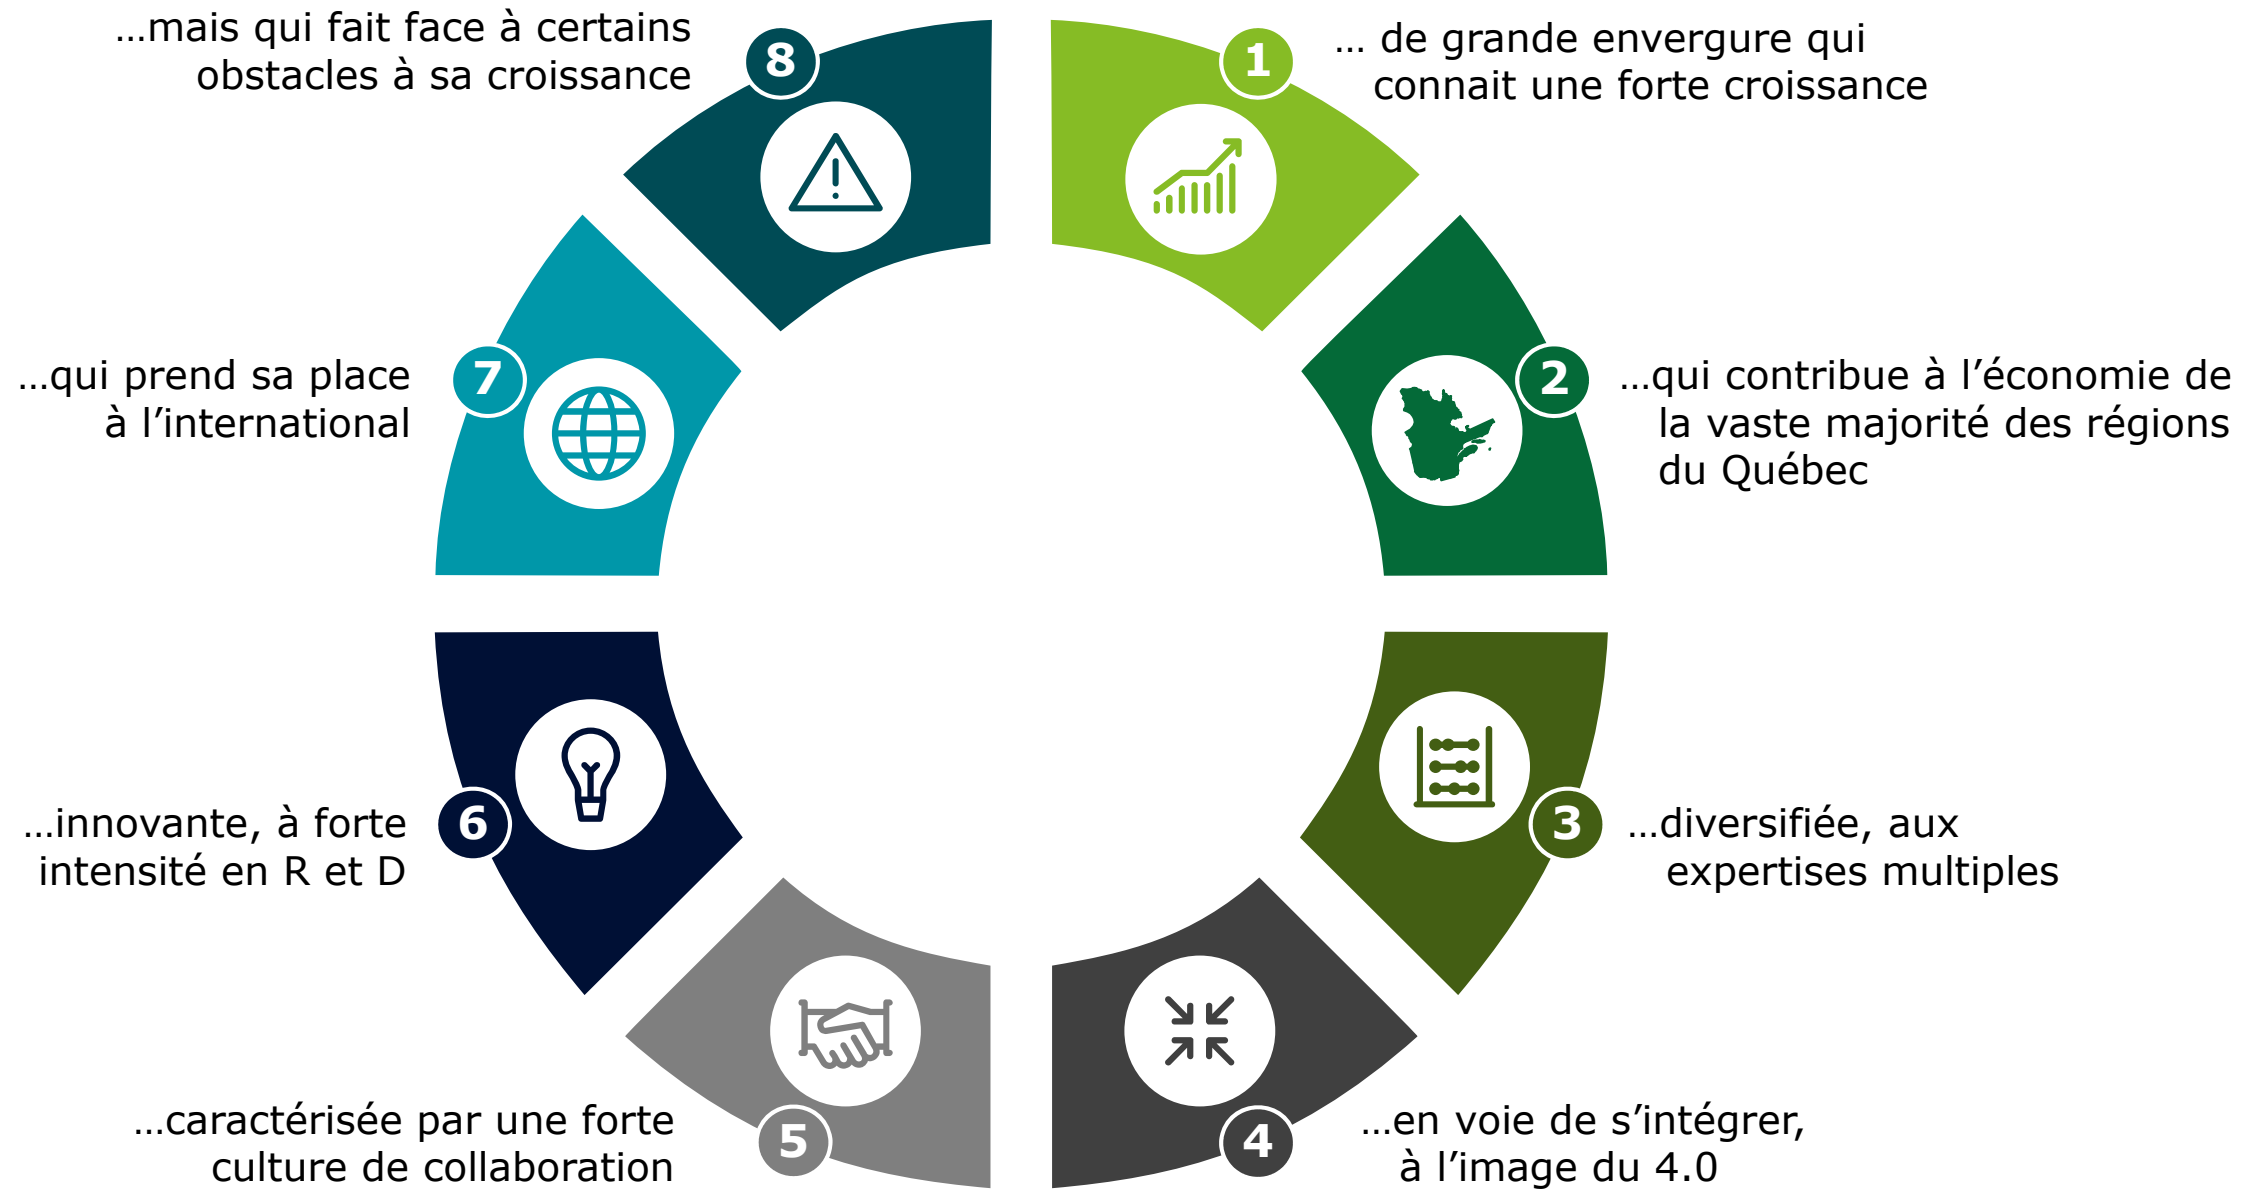 1
… de grande envergure qui
connait une forte croissance
2
…qui contribue à l’économie de
la vaste majorité des régions
du Québec
3
…diversifiée, aux
expertises multiples
4
…en voie de s’intégrer,
à l’image du 4.0
5
…caractérisée par une forte
culture de collaboration
6
…innovante, à forte
intensité en R et D
7
…qui prend sa place
à l’international
8
…mais qui fait face à certains
obstacles à sa croissance